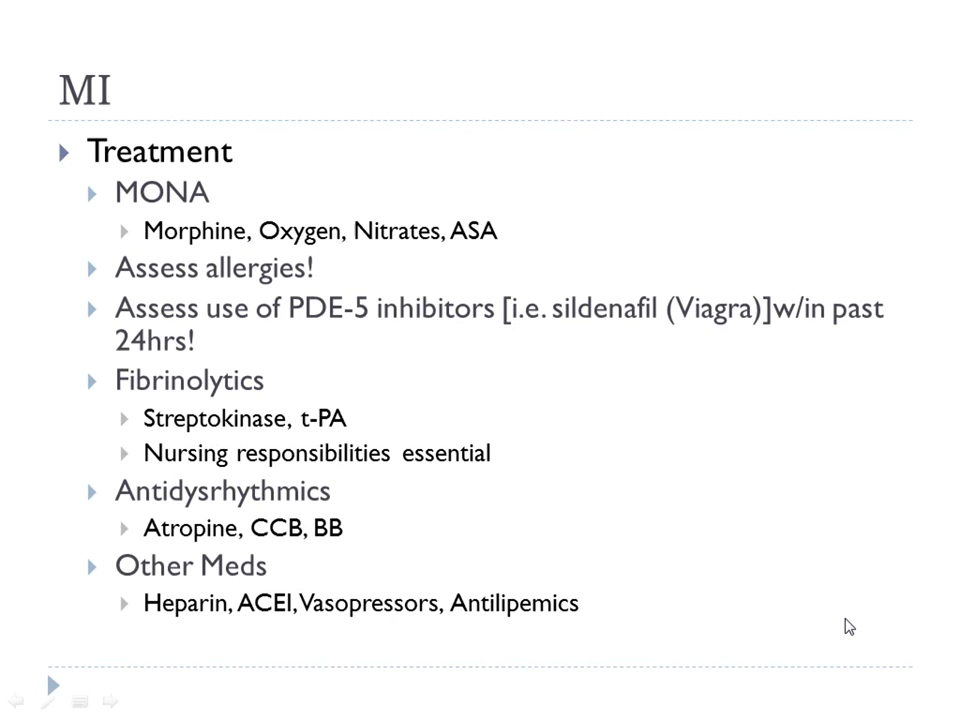 MI
Treatment
MONA
Morphine, Oxygen, Nitrates, ASA
Assess allergies!
Assess use of PDE-5 inhibitors [i.e. sildenafil (Viagra)]w/in past
24hrs!
Fibrinolytics
Streptokinase, t-PA
Nursing responsibilities essential
Antidysrhythmics
Atropine, CCB, BB
Other Meds
Heparin, ACEI, Vasopressors, Antilipemics